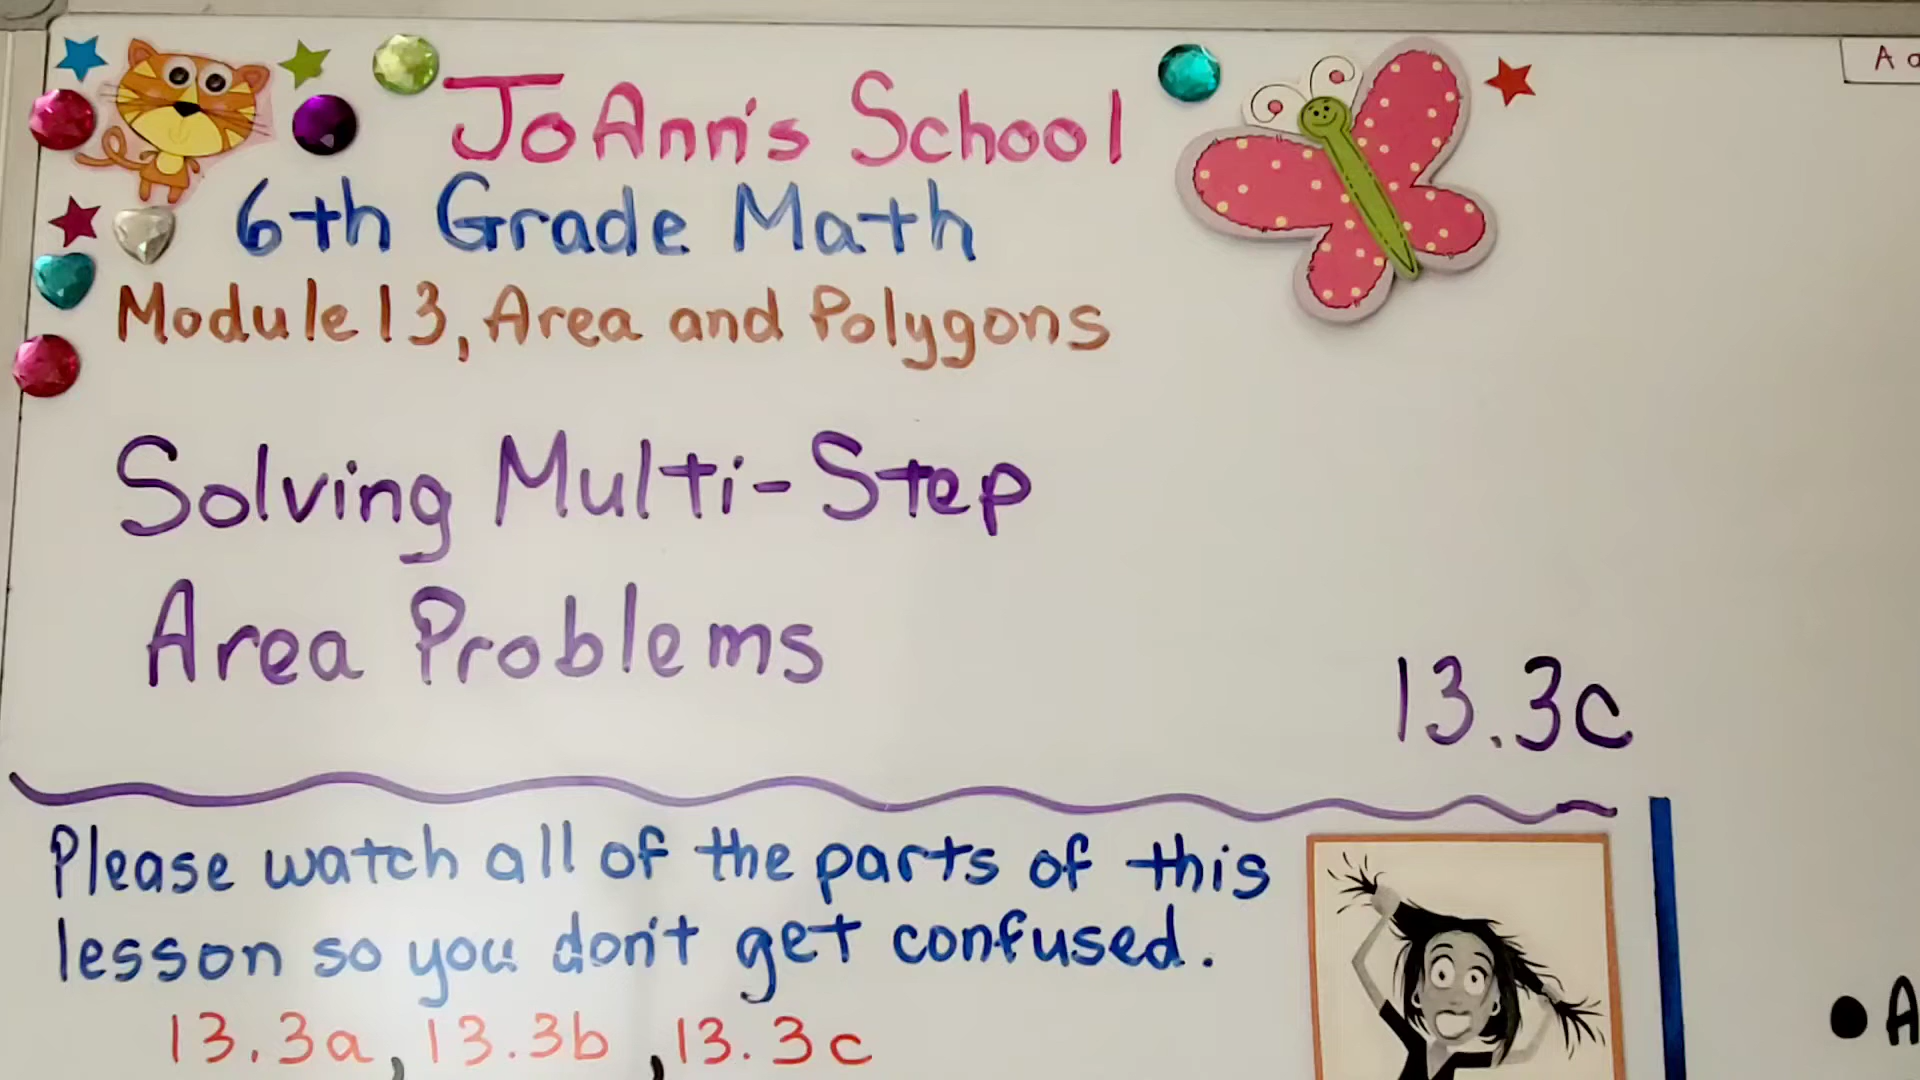 JoAnn's School
6th Grade Math
Module 13, Area and Polygons
Solving Multi-Step
Area Problems
13.3c
Please watch all of the parts of this
lesson so you don't get confused.
13.3a, 13.3b, 13.3c